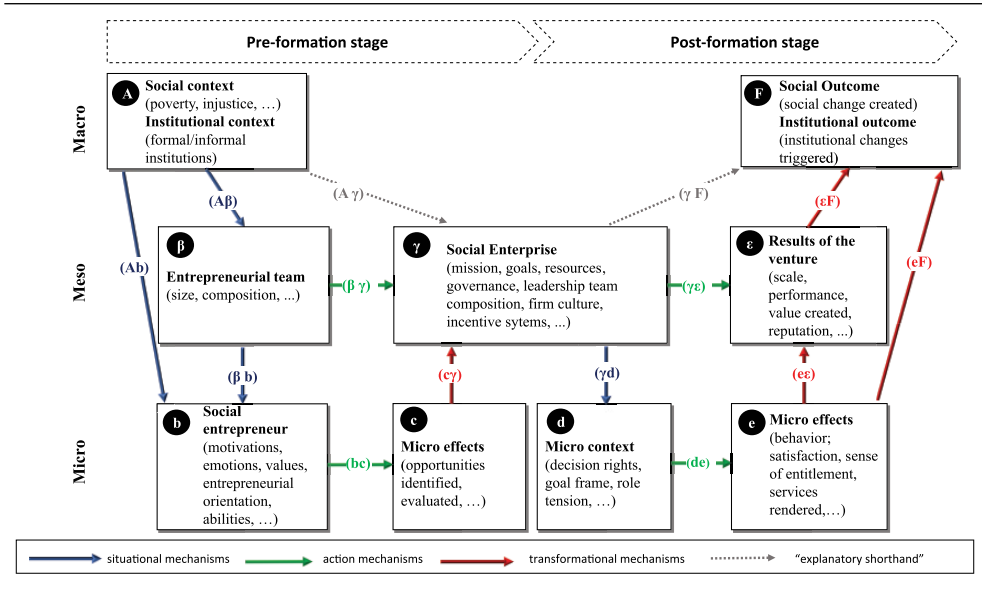 Pre-formation stage
Post-formation stage
Macro
Meso
Micro
A
Social context
(poverty, injustice, …)
Institutional context
(formal/informal
institutions)
F
Social Outcome
(social change created)
Institutional outcome
(institutional changes
triggered)
(Aβ)
(A γ)
(γ F)
(εF)
(Ab)
(eF)
β
Entrepreneurial team
(size, composition, ...)
(β γ)
γ
Social Enterprise
(mission, goals, resources,
governance, leadership team
composition, firm culture,
incentive sytems, ...)
(γε)
ε
Results of the
venture
(scale,
performance,
value created,
reputation, ...)
(β b)
(cγ)
(γd)
(eε)
b
Social
entrepreneur
(motivations,
emotions, values,
entrepreneurial
orientation,
abilities, …)
(bc)
c
Micro effects
(opportunities
identified,
evaluated, …)
d
Micro context
(decision rights,
goal frame, role
tension, …)
(de)
e
Micro effects
(behavior;
satisfaction, sense
of entitlement,
services
rendered,…)
situational mechanisms
action mechanisms
transformational mechanisms
“explanatory shorthand”